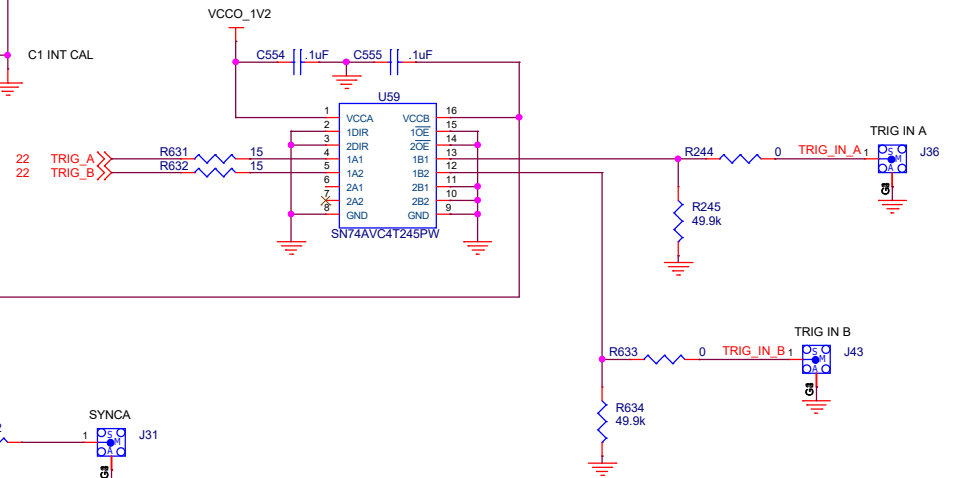 VCCO_1V2
C1 INT CAL
C554 .1uF C555 .1uF
U59
1 VCCA VCCB 16
2 1DIR 1OE 15
3 2DIR 2OE 14
22 TRIG_A R631 15 4 1A1 1B1 13 R244 0 TRIG_IN_A 1 J36
TRIG IN A
22 TRIG_B R632 15 5 1A2 1B2 12
6 2A1 2B1 11
7 2A2 2B2 10
8 GND GND 9
SN74AVC4T245PW
S
M
A
R245
49.9k
TRIG IN B
R633 0 TRIG_IN_B 1 J43
S
M
A
R634
49.9k
SYNCA
1 J31
S
M
A